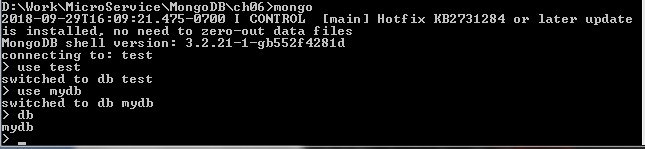 D:\Work\MicroService\MongoDB\ch06>mongo
2018-09-29T16:09:21.475-0700 I CONTROL  [main] Hotfix KB2731284 or later update
is installed, no need to zero-out data files
MongoDB shell version: 3.2.21-1-gb552f4281d
connecting to: test
> use test
switched to db test
> use mydb
switched to db mydb
> db
mydb
> _